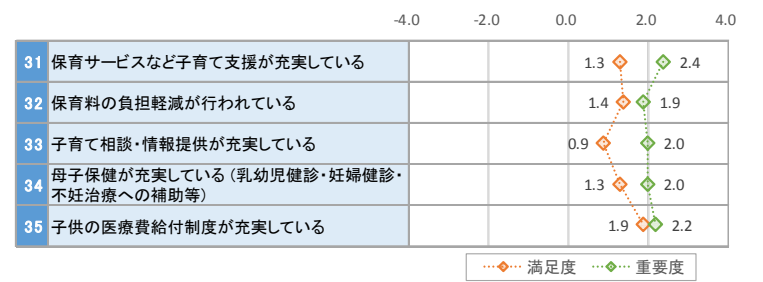 -4.0 -2.0 0.0 2.0 4.0
31 保育サービスなど子育て支援が充実している 1.3 2.4
32 保育料の負担軽減が行われている 1.4 1.9
33 子育て相談・情報提供が充実している 0.9 2.0
34 母子保健が充実している（乳幼児健診・妊婦健診・
不妊治療への補助等） 1.3 2.0
35 子供の医療費給付制度が充実している 1.9 2.2
満足度 重要度